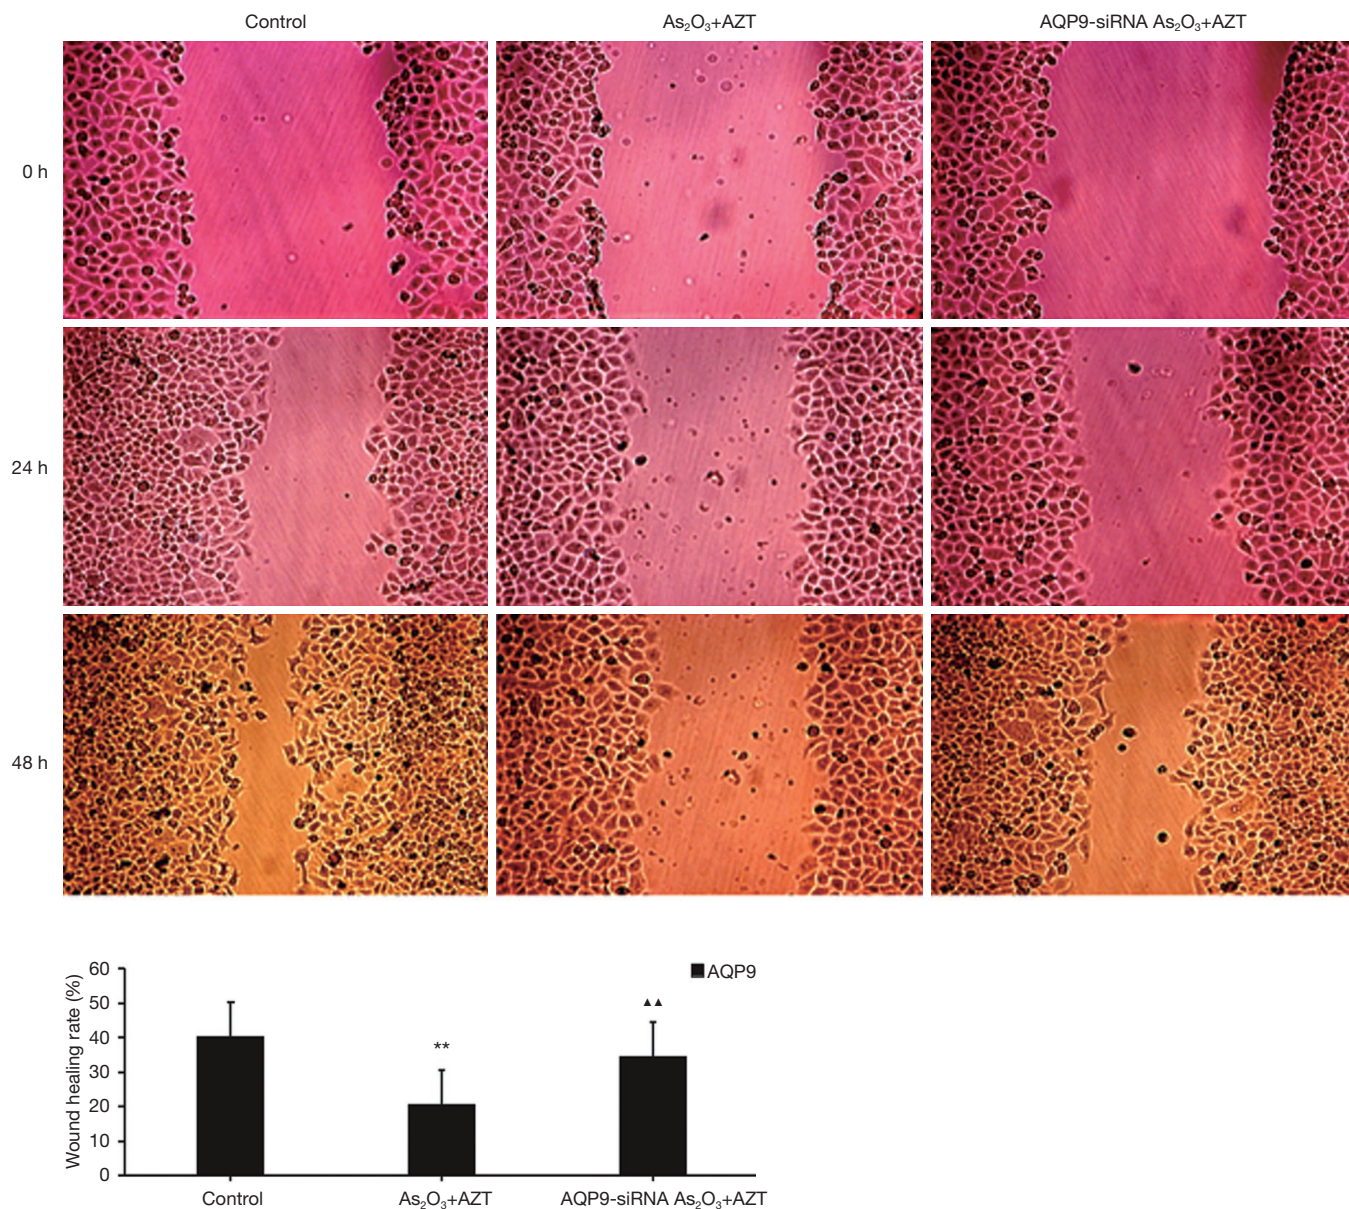 Control
As₂O₃+AZT
AQP9-siRNA As₂O₃+AZT
0 h
24 h
48 h
Wound healing rate (%)
60
50
40
30
20
10
0
AQP9
**
▲▲
Control
As₂O₃+AZT
AQP9-siRNA As₂O₃+AZT